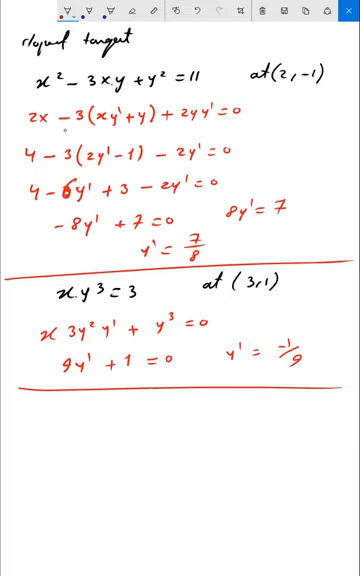 slope of tangent
x² - 3x.y + y² = 11 at (2, -1)
2x - 3(xy' + y) + 2yy' = 0
4 - 3(2y' - 1) - 2y' = 0
4 - 6y' + 3 - 2y' = 0
-8y' + 7 = 0 8y' = 7
y' = 7/8
x.y³ = 3 at (3, 1)
x 3y² y' + y³ = 0
9y' + 1 = 0 y' = -1/9